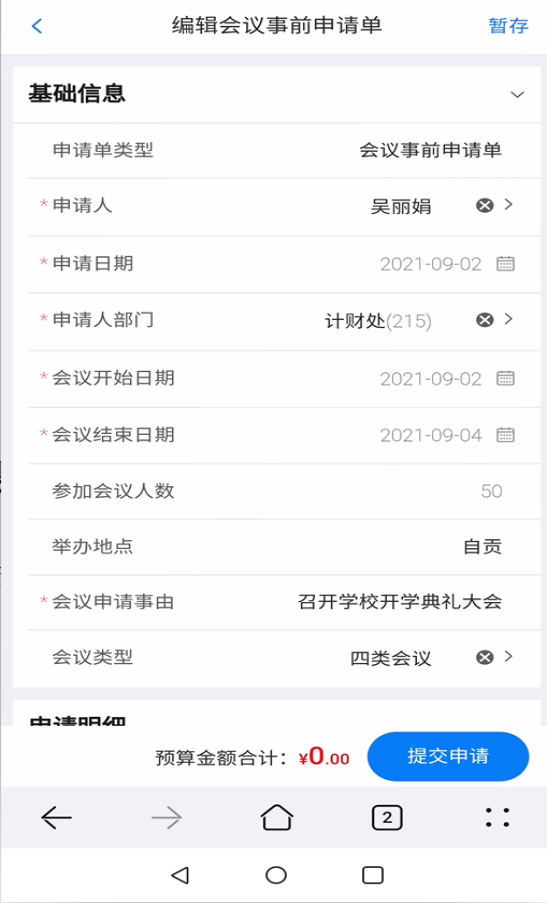 编辑会议事前申请单 暂存
基础信息
申请单类型 会议事前申请单
*申请人 吴丽娟
*申请日期 2021-09-02
*申请人部门 计财处(215)
*会议开始日期 2021-09-02
*会议结束日期 2021-09-04
参加会议人数 50
举办地点 自贡
*会议申请事由 召开学校开学典礼大会
会议类型 四类会议
申请明细
预算金额合计：¥0.00 提交申请
2